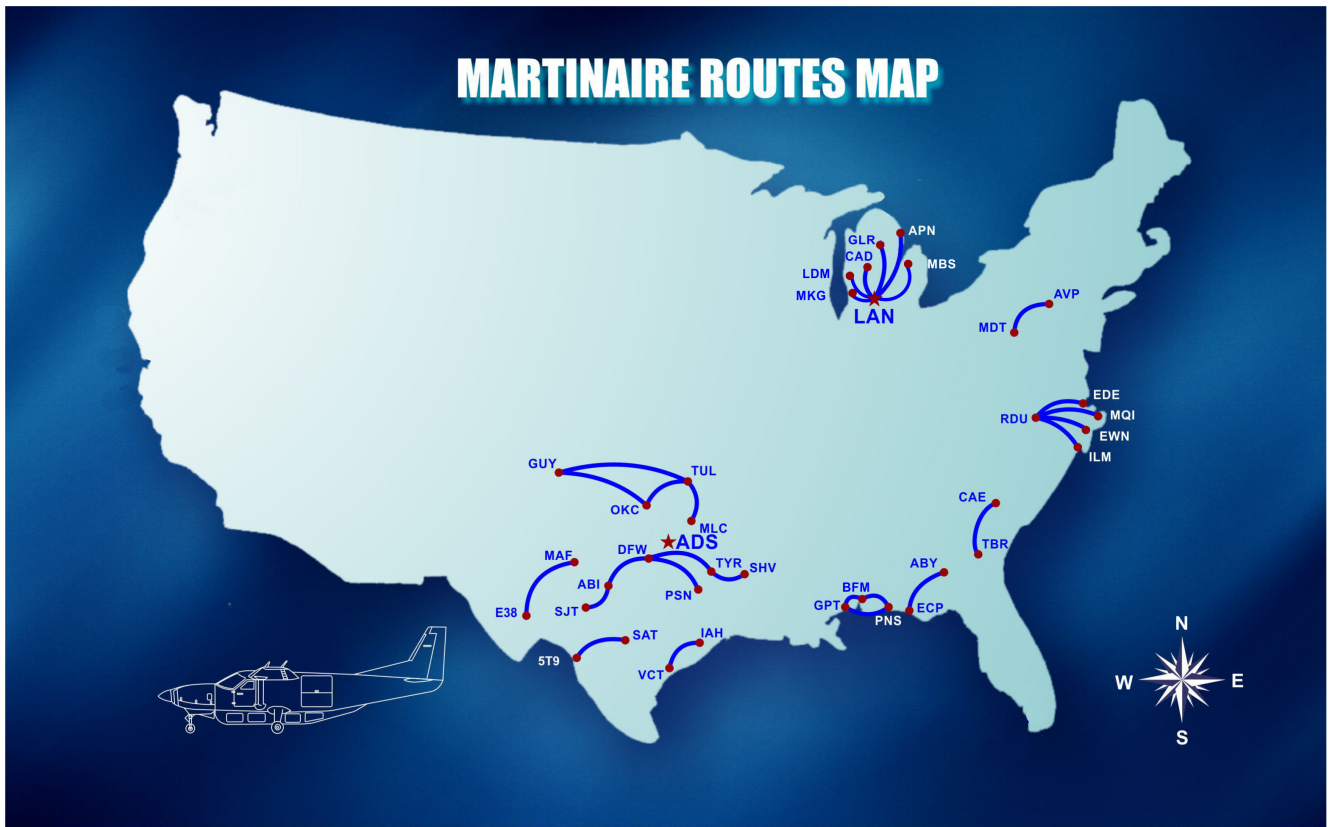 MARTINAIRE ROUTES MAP
APN
GLR
CAD
MBS
LDM
MKG
LAN
AVP
MDT
EDE
MQI
RDU
EWN
ILM
GUY
TUL
CAE
OKC
MLC
ADS
DFW
TBR
MAF
TYR
SHV
ABY
ABI
BFM
PSN
GPT
SJT
ECP
E38
PNS
N
IAH
SAT
5T9
VCT
W
E
S